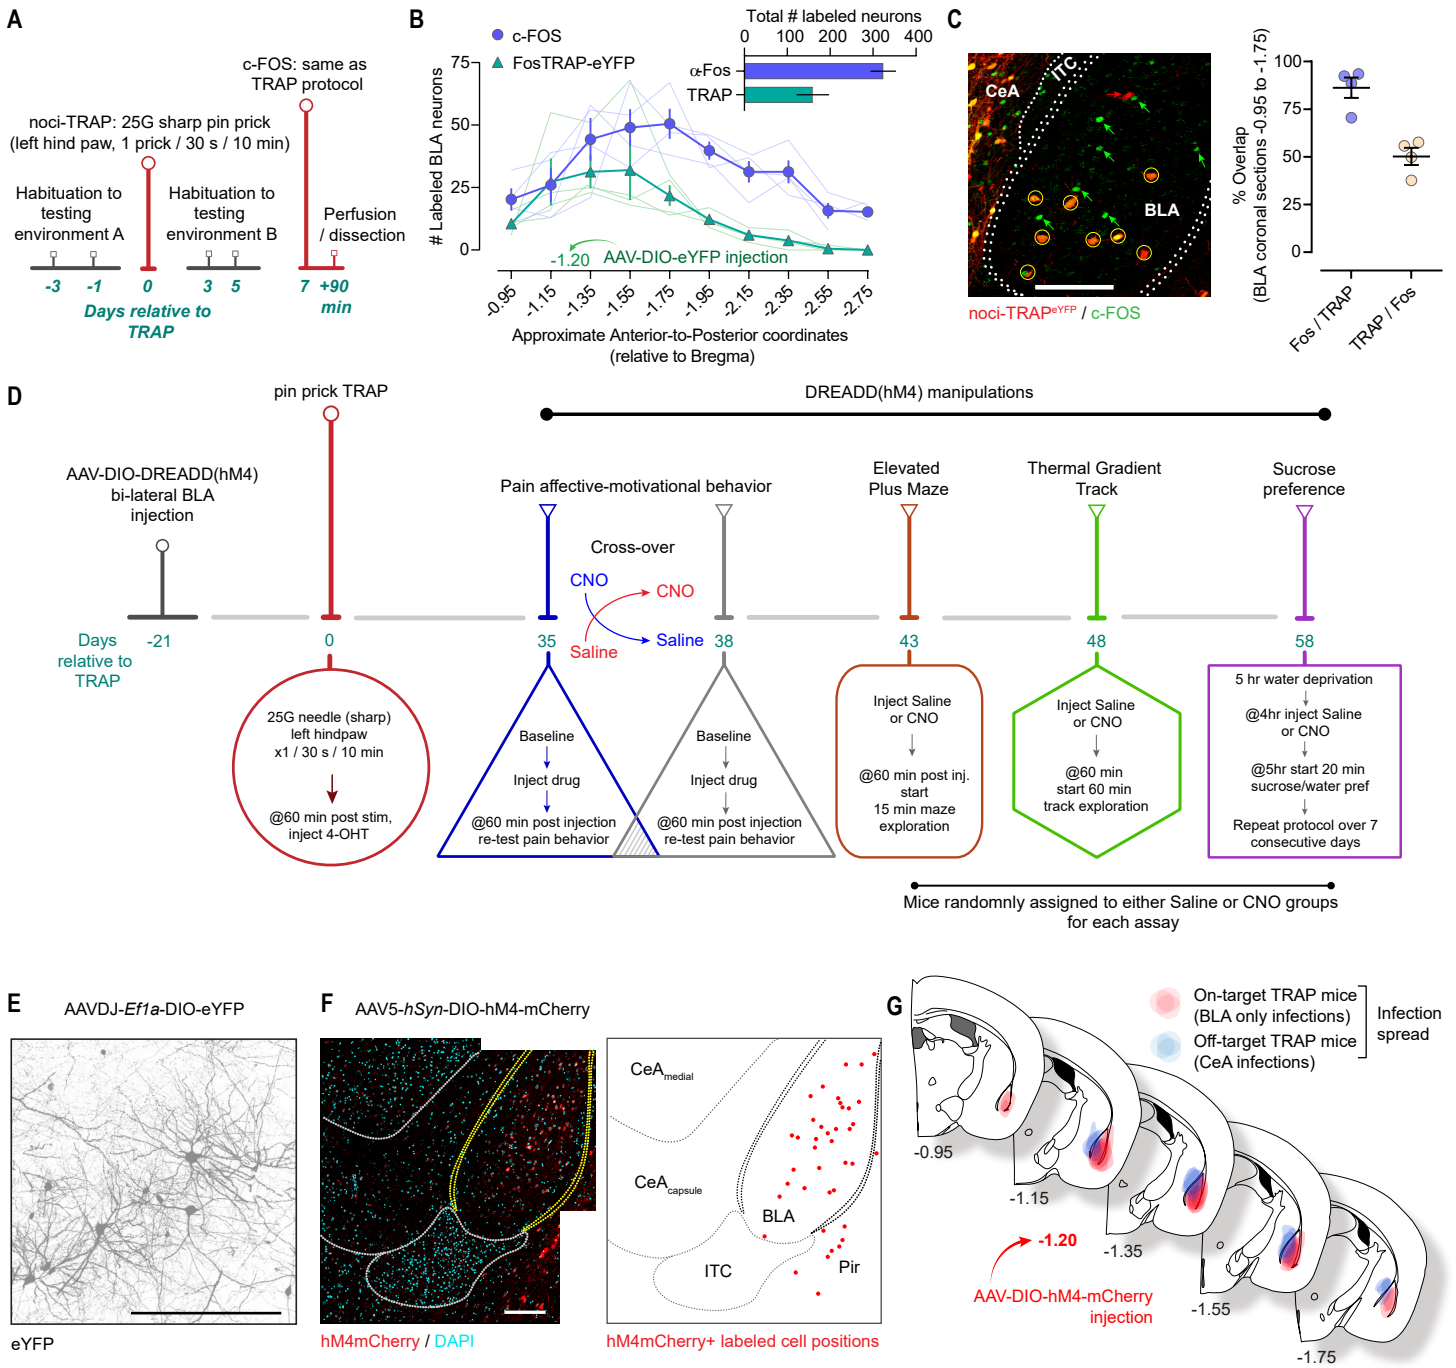 A
c-FOS: same as
TRAP protocol
noci-TRAP: 25G sharp pin prick
(left hind paw, 1 prick / 30 s / 10 min)
Habituation to
testing
environment A
Habituation to
testing
environment B
Perfusion
/ dissection
-3
-1
0
3
5
7
+90
min
Days relative to
TRAP
B
c-FOS
FosTRAP-eYFP
Total # labeled neurons
0
100
200
300
400
α-Fos
TRAP
# Labeled BLA neurons
75
50
25
0
-1.20
AAV-DIO-eYFP injection
-0.95
-1.15
-1.35
-1.55
-1.75
-1.95
-2.15
-2.35
-2.55
-2.75
Approximate Anterior-to-Posterior coordinates
(relative to Bregma)
C
CeA
ITC
BLA
noci-TRAPeYFP / c-FOS
% Overlap
(BLA coronal sections -0.95 to -1.75)
100
75
50
25
0
Fos / TRAP
TRAP / Fos
D
pin prick TRAP
DREADD(hM4) manipulations
AAV-DIO-DREADD(hM4)
bi-lateral BLA
injection
Pain affective-motivational behavior
Elevated
Plus Maze
Thermal Gradient
Track
Sucrose
preference
Cross-over
CNO
CNO
Saline
Saline
Days
relative to
TRAP
-21
0
35
38
43
48
58
25G needle (sharp)
left hindpaw
x1 / 30 s / 10 min
@60 min post stim,
inject 4-OHT
Baseline
Inject drug
@60 min post injection
re-test pain behavior
Baseline
Inject drug
@60 min post injection
re-test pain behavior
Inject Saline
or CNO
@60 min post inj.
start
15 min maze
exploration
Inject Saline
or CNO
@60 min
start 60 min
track exploration
5 hr water deprivation
@4hr inject Saline
or CNO
@5hr start 20 min
sucrose/water pref
Repeat protocol over 7
consecutive days
Mice randomnly assigned to either Saline or CNO groups
for each assay
E
AAVDJ-Ef1a-DIO-eYFP
eYFP
F
AAV5-hSyn-DIO-hM4-mCherry
hM4mCherry / DAPI
CeAmedial
CeAcapsule
BLA
ITC
Pir
hM4mCherry+ labeled cell positions
G
On-target TRAP mice
(BLA only infections)
Off-target TRAP mice
(CeA infections)
Infection
spread
-0.95
-1.15
-1.35
-1.55
-1.75
-1.20
AAV-DIO-hM4-mCherry
injection